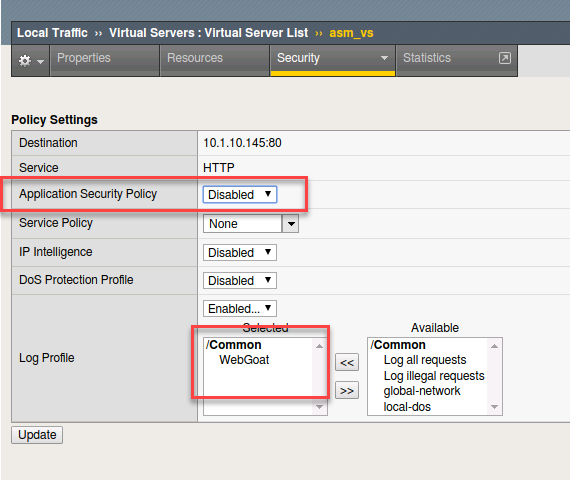 Local Traffic ›› Virtual Servers : Virtual Server List ›› asm_vs
Properties Resources Security Statistics
Policy Settings
Destination 10.1.10.145:80
Service HTTP
Application Security Policy Disabled
Service Policy None
IP Intelligence Disabled
DoS Protection Profile Disabled
Enabled...
Selected Available
Log Profile
/Common /Common
WebGoat Log all requests
<< Log illegal requests
>> global-network
local-dos
Update